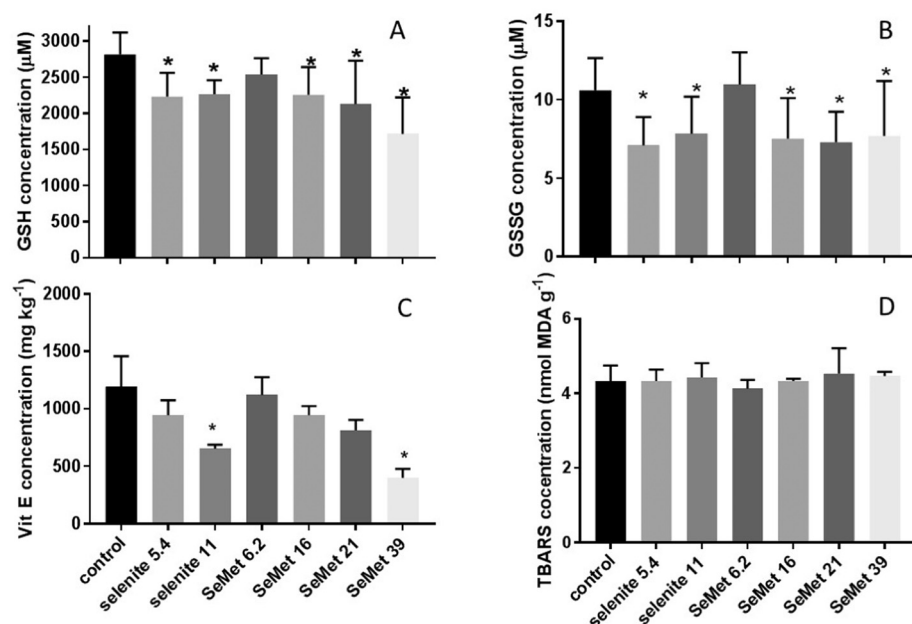 A
GSH concentration (µM)
3000
2500
2000
1500
1000
500
0
* * * * *
B
GSSG concentration (µM)
15
10
5
0
* * * * *
C
Vit E concentration (mg kg⁻¹)
2000
1500
1000
500
0
* *
control
selenite 5.4
selenite 11
SeMet 6.2
SeMet 16
SeMet 21
SeMet 39
D
TBARS cocentration (nmol MDA g⁻¹)
6
4
2
0
control
selenite 5.4
selenite 11
SeMet 6.2
SeMet 16
SeMet 21
SeMet 39